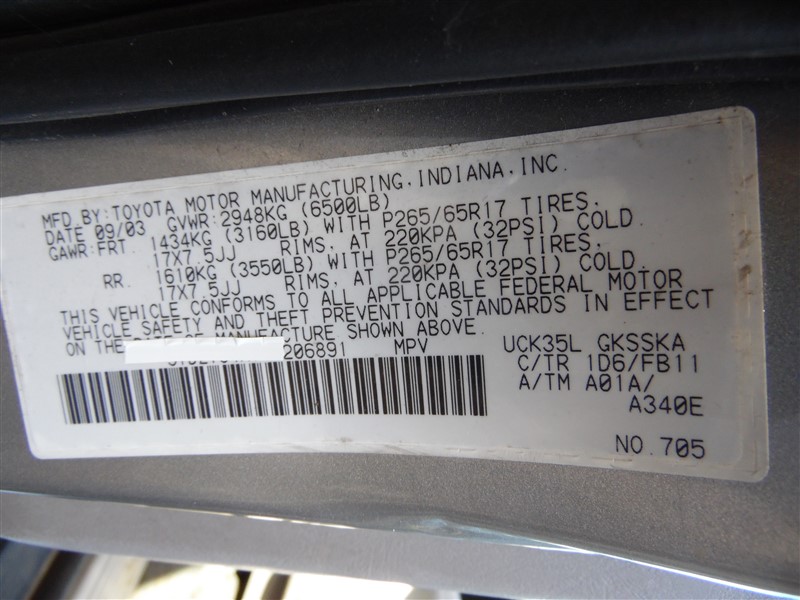 MFD. BY: TOYOTA MOTOR MANUFACTURING, INDIANA, INC.
DATE 09/03 GVWR: 2948KG (6500LB)
GAWR: FRT 1434KG (3160LB) WITH P265/65R17 TIRES,
17X7.5JJ RIMS, AT 220KPA (32PSI) COLD.
RR. 1610KG (3550LB) WITH P265/65R17 TIRES,
17X7.5JJ RIMS, AT 220KPA (32PSI) COLD.
THIS VEHICLE CONFORMS TO ALL APPLICABLE FEDERAL MOTOR
VEHICLE SAFETY AND THEFT PREVENTION STANDARDS IN EFFECT
ON THE DATE OF MANUFACTURE SHOWN ABOVE.
206891 MPV
UCK35L GKSSKA
C/TR 1D6/FB11
A/TM A01A/
A340E
NO. 705